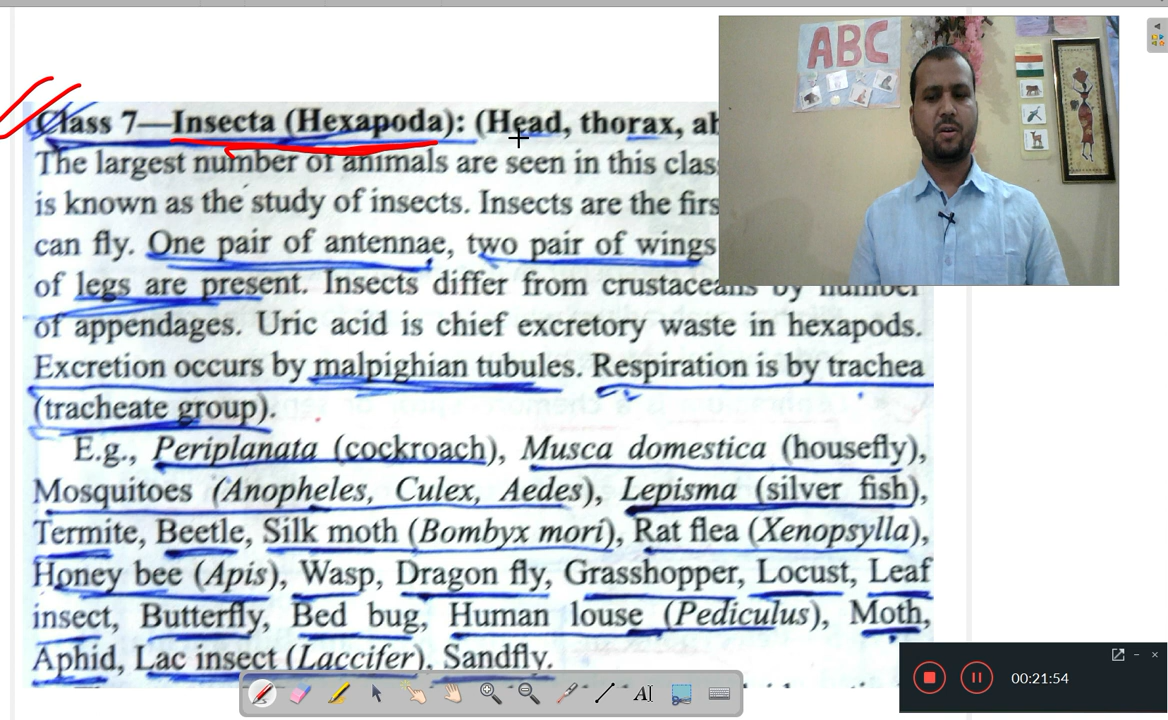 ABC
Class 7—Insecta (Hexapoda): (Head, thorax,
The largest number of animals are seen in this
is known as the study of insects. Insects are the
can fly. One pair of antennae, two pair of wings
of legs are present. Insects differ from crustaceans by number
of appendages. Uric acid is chief excretory waste in hexapods.
Excretion occurs by malpighian tubules. Respiration is by trachea
(tracheate group).
E.g., Periplanata (cockroach), Musca domestica (housefly),
Mosquitoes (Anopheles, Culex, Aedes), Lepisma (silver fish),
Termite, Beetle, Silk moth (Bombyx mori), Rat flea (Xenopsylla),
Honey bee (Apis), Wasp, Dragon fly, Grasshopper, Locust, Leaf
insect, Butterfly, Bed bug, Human louse (Pediculus), Moth,
Aphid, Lac insect (Laccifer). Sandfly.
A
00:21:54